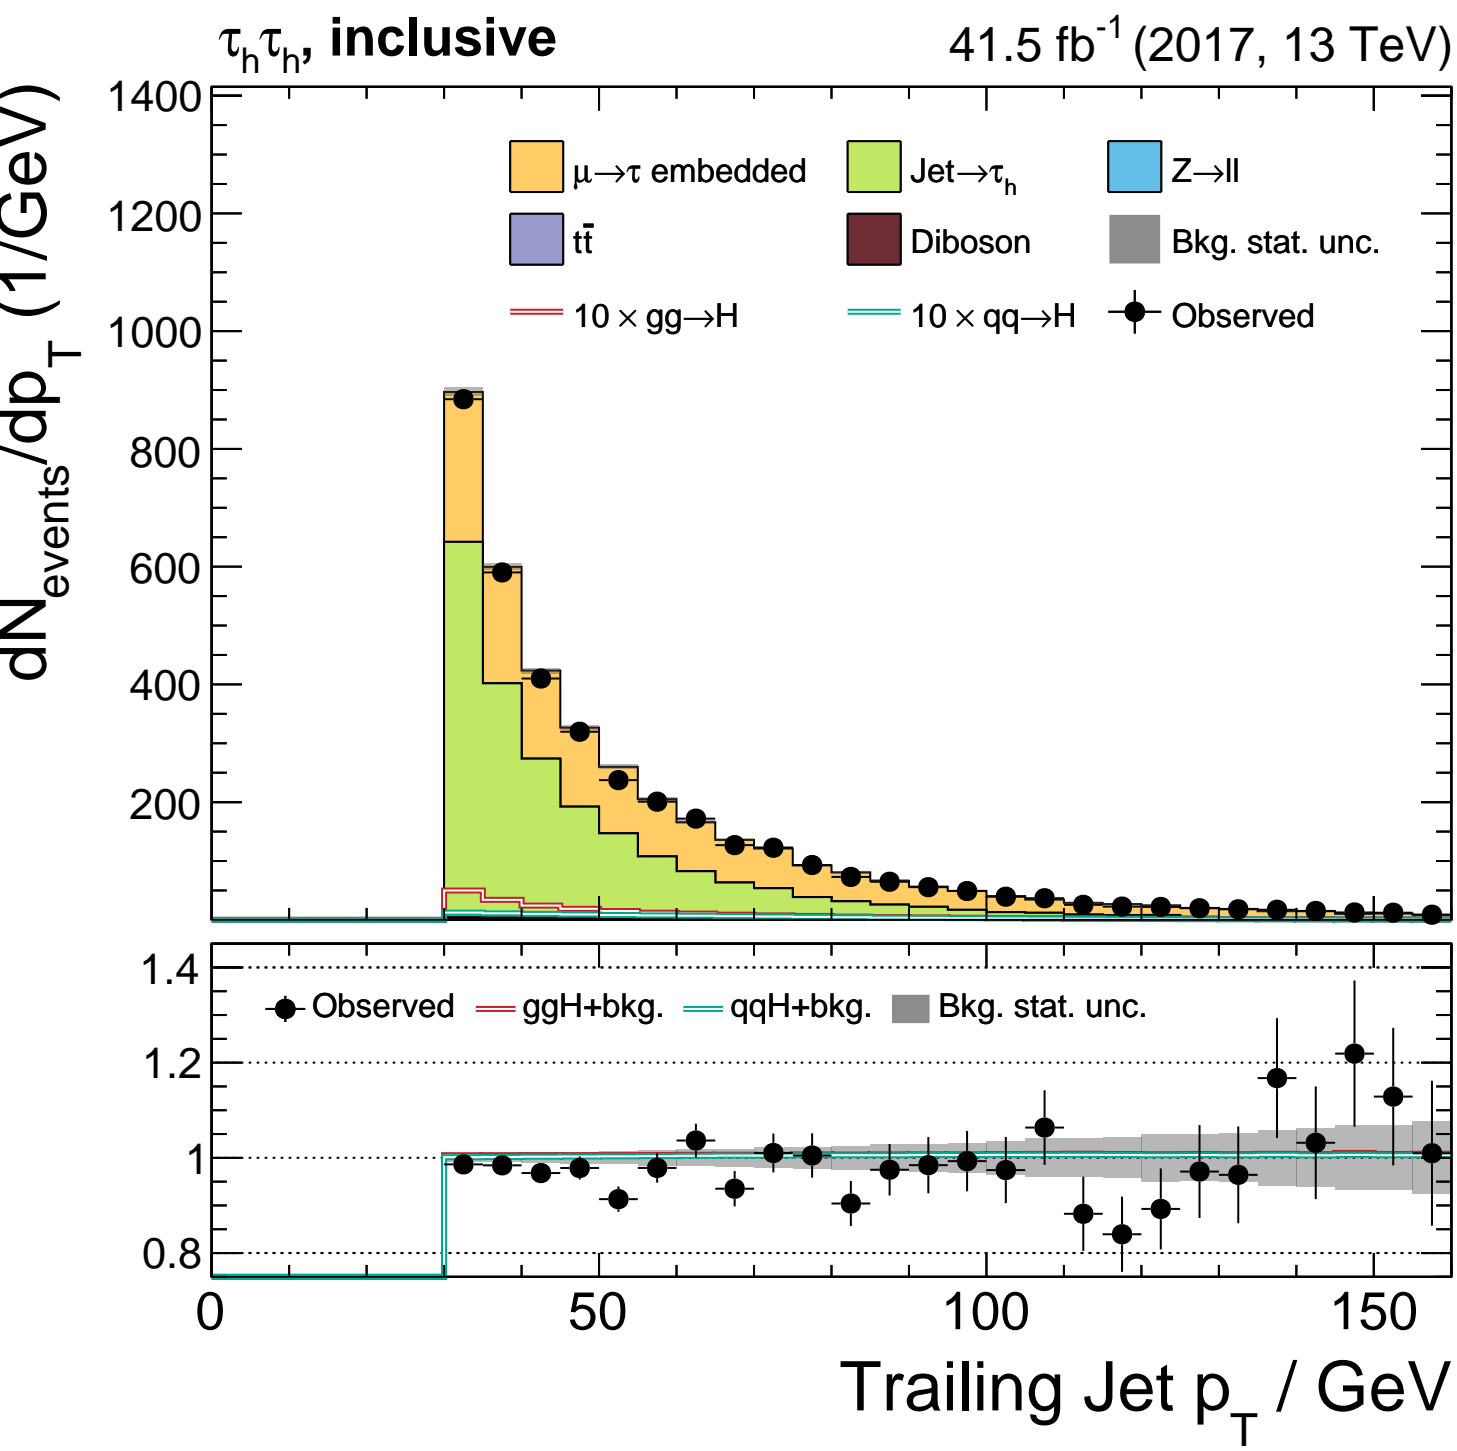 τhτh, inclusive 41.5 fb-1 (2017, 13 TeV)
dNevents/dpT (1/GeV)
1400
1200
1000
800
600
400
200
μ→τ embedded Jet→τh Z→ll
tt̄ Diboson Bkg. stat. unc.
10 × gg→H 10 × qq→H Observed
1.4
1.2
1
0.8
Observed ggH+bkg. qqH+bkg. Bkg. stat. unc.
0 50 100 150
Trailing Jet pT / GeV